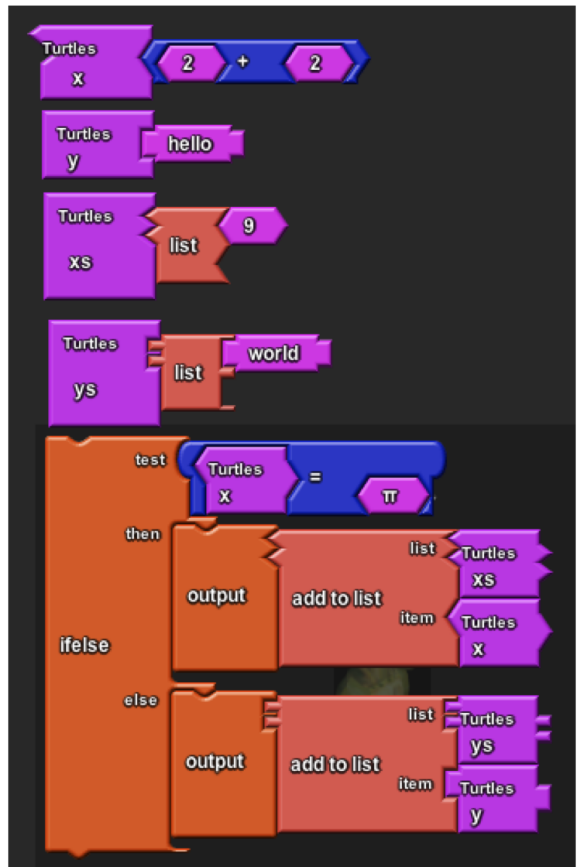 Turtles
x
2 + 2
Turtles
y
hello
Turtles
xs
list
9
Turtles
ys
list
world
ifelse
test
Turtles
x
=
π
then
output
add to list
list
Turtles
xs
item
Turtles
x
else
output
add to list
list
Turtles
ys
item
Turtles
y